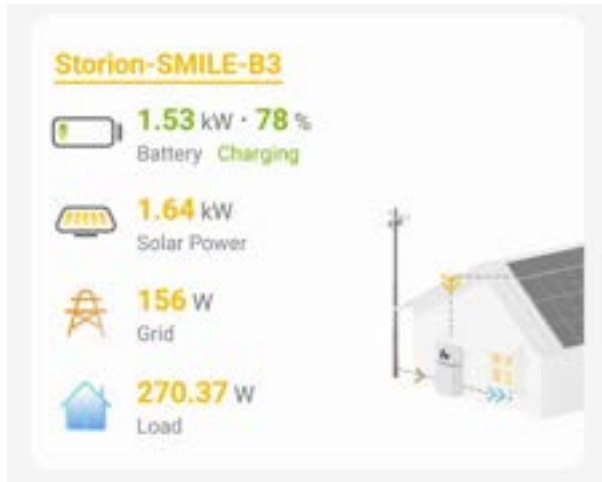 Storion-SMILE-B3
1.53 kW · 78 %
Battery Charging
1.64 kW
Solar Power
156 W
Grid
270.37 W
Load